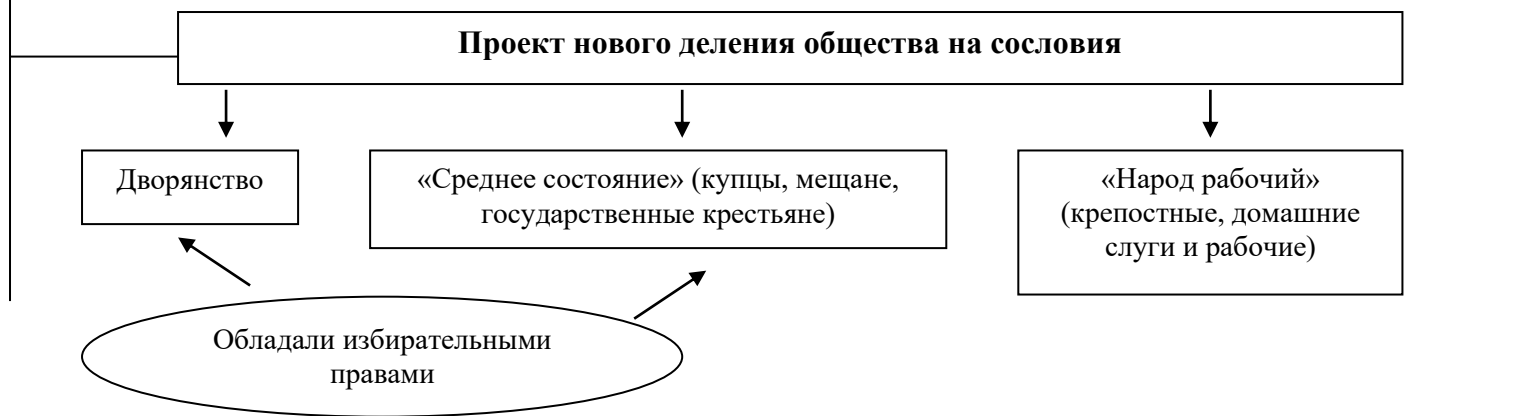 Проект нового деления общества на сословия
Дворянство
«Среднее состояние» (купцы, мещане,
государственные крестьяне)
«Народ рабочий»
(крепостные, домашние
слуги и рабочие)
Обладали избирательными
правами